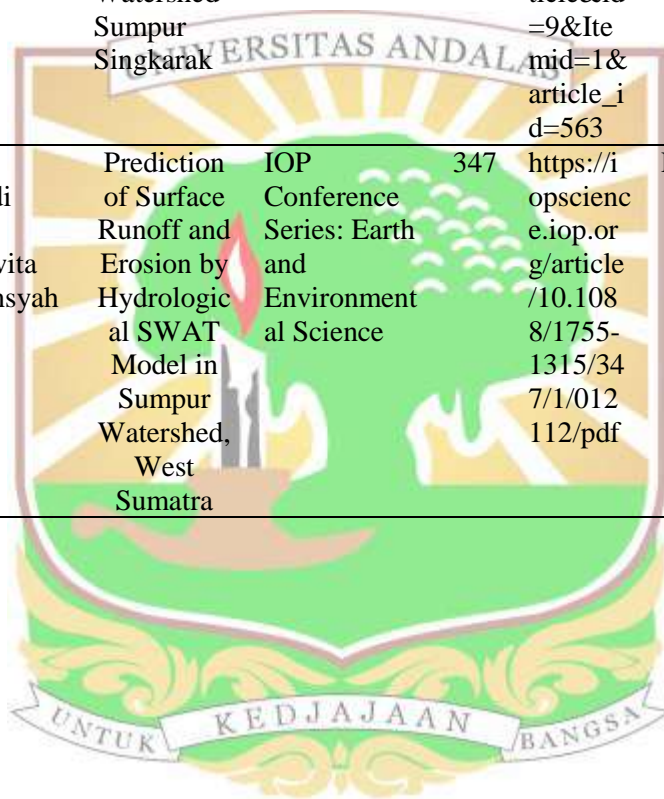 Sumpur
Singkarak
=9&Ite
mid=1&
article_i
d=563
UNIVERSITAS ANDALAS
Prediction
of Surface
Runoff and
Erosion by
Hydrologic
al SWAT
Model in
Sumpur
Watershed,
West
Sumatra
IOP
Conference
Series: Earth
and
Environment
al Science
347
https://i
opscienc
e.iop.or
g/article
/10.108
8/1755-
1315/34
7/1/012
112/pdf
UNTUK KEDJAJAAN BANGSA